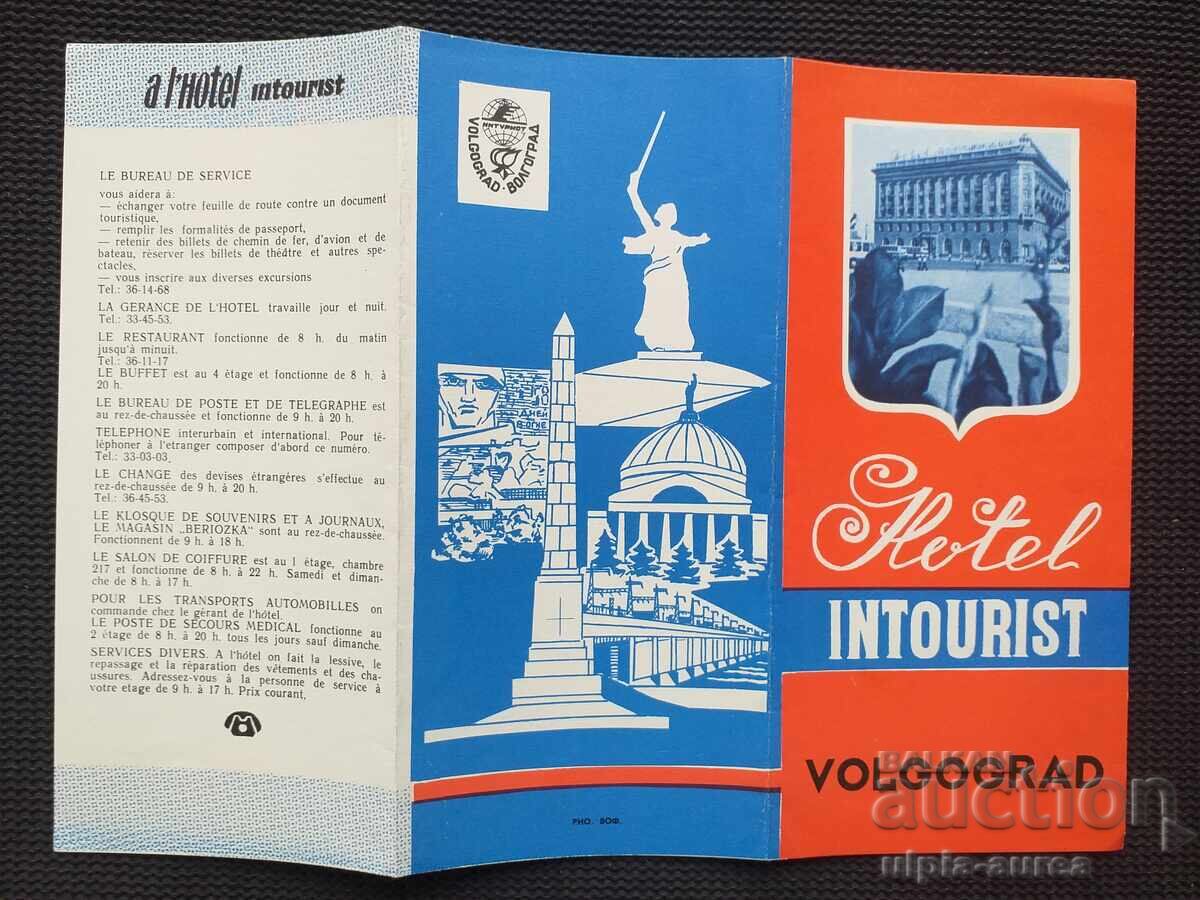 a l'HOTEL intourist
LE BUREAU DE SERVICE
vous aidera à:
— échanger votre feuille de route contre un document
touristique,
— remplir les formalités de passeport,
— retenir des billets de chemin de fer, d'avion et de
bateau, réserver les billets de thédtre et autres spe-
ctacles,
— vous inscrire aux diverses excursions
Tel.: 36-14-68
LA GERANCE DE L'HOTEL travaille jour et nuit.
Tel.: 33-45-53.
LE RESTAURANT fonctionne de 8 h. du matin
jusqu'à minuit.
Tel.: 36-11-17
LE BUFFET est au 4 étage et fonctionne de 8 h. à
20 h.
LE BUREAU DE POSTE ET DE TELEGRAPHE est
au rez-de-chaussée et fonctionne de 9 h. à 20 h.
TELEPHONE interurbain et international. Pour té-
léphoner à l'etranger composer d'abord ce numéro.
Tel.: 33-03-03.
LE CHANGE des devises étrangères s'effectue au
rez-de-chaussée de 9 h. à 20 h.
Tel.: 36-45-53.
LE KLOSQUE DE SOUVENIRS ET A JOURNAUX,
LE MAGASIN „BERIOZKA" sont au rez-de-chaussée.
Fonctionnent de 9 h. à 18 h.
LE SALON DE COIFFURE est au 1 étage, chambre
217 et fonctionne de 8 h. à 22 h. Samedi et diman-
che de 8 h. à 17 h.
POUR LES TRANSPORTS AUTOMOBILLES on
commande chez le gérant de l'hôtel.
LE POSTE DE SECOURS MEDICAL fonctionne au
2 étage de 8 h. à 20 h. tous les jours sauf dimanche.
SERVICES DIVERS. A l'hôtel on fait la lessive, le
repassage et la réparation des vêtements et des cha-
ussures. Adressez-vous à la personne de service à
votre etage de 9 h. à 17 h. Prix courant,
ИНТУРИСТ
VOLGOGRAD · ВОЛГОГРАД
ДНЕЙ
В ОГНЕ
РИО. ВОФ.
Hotel
INTOURIST
VOLGOGRAD
BALKAN
auction
ulpia-aurea